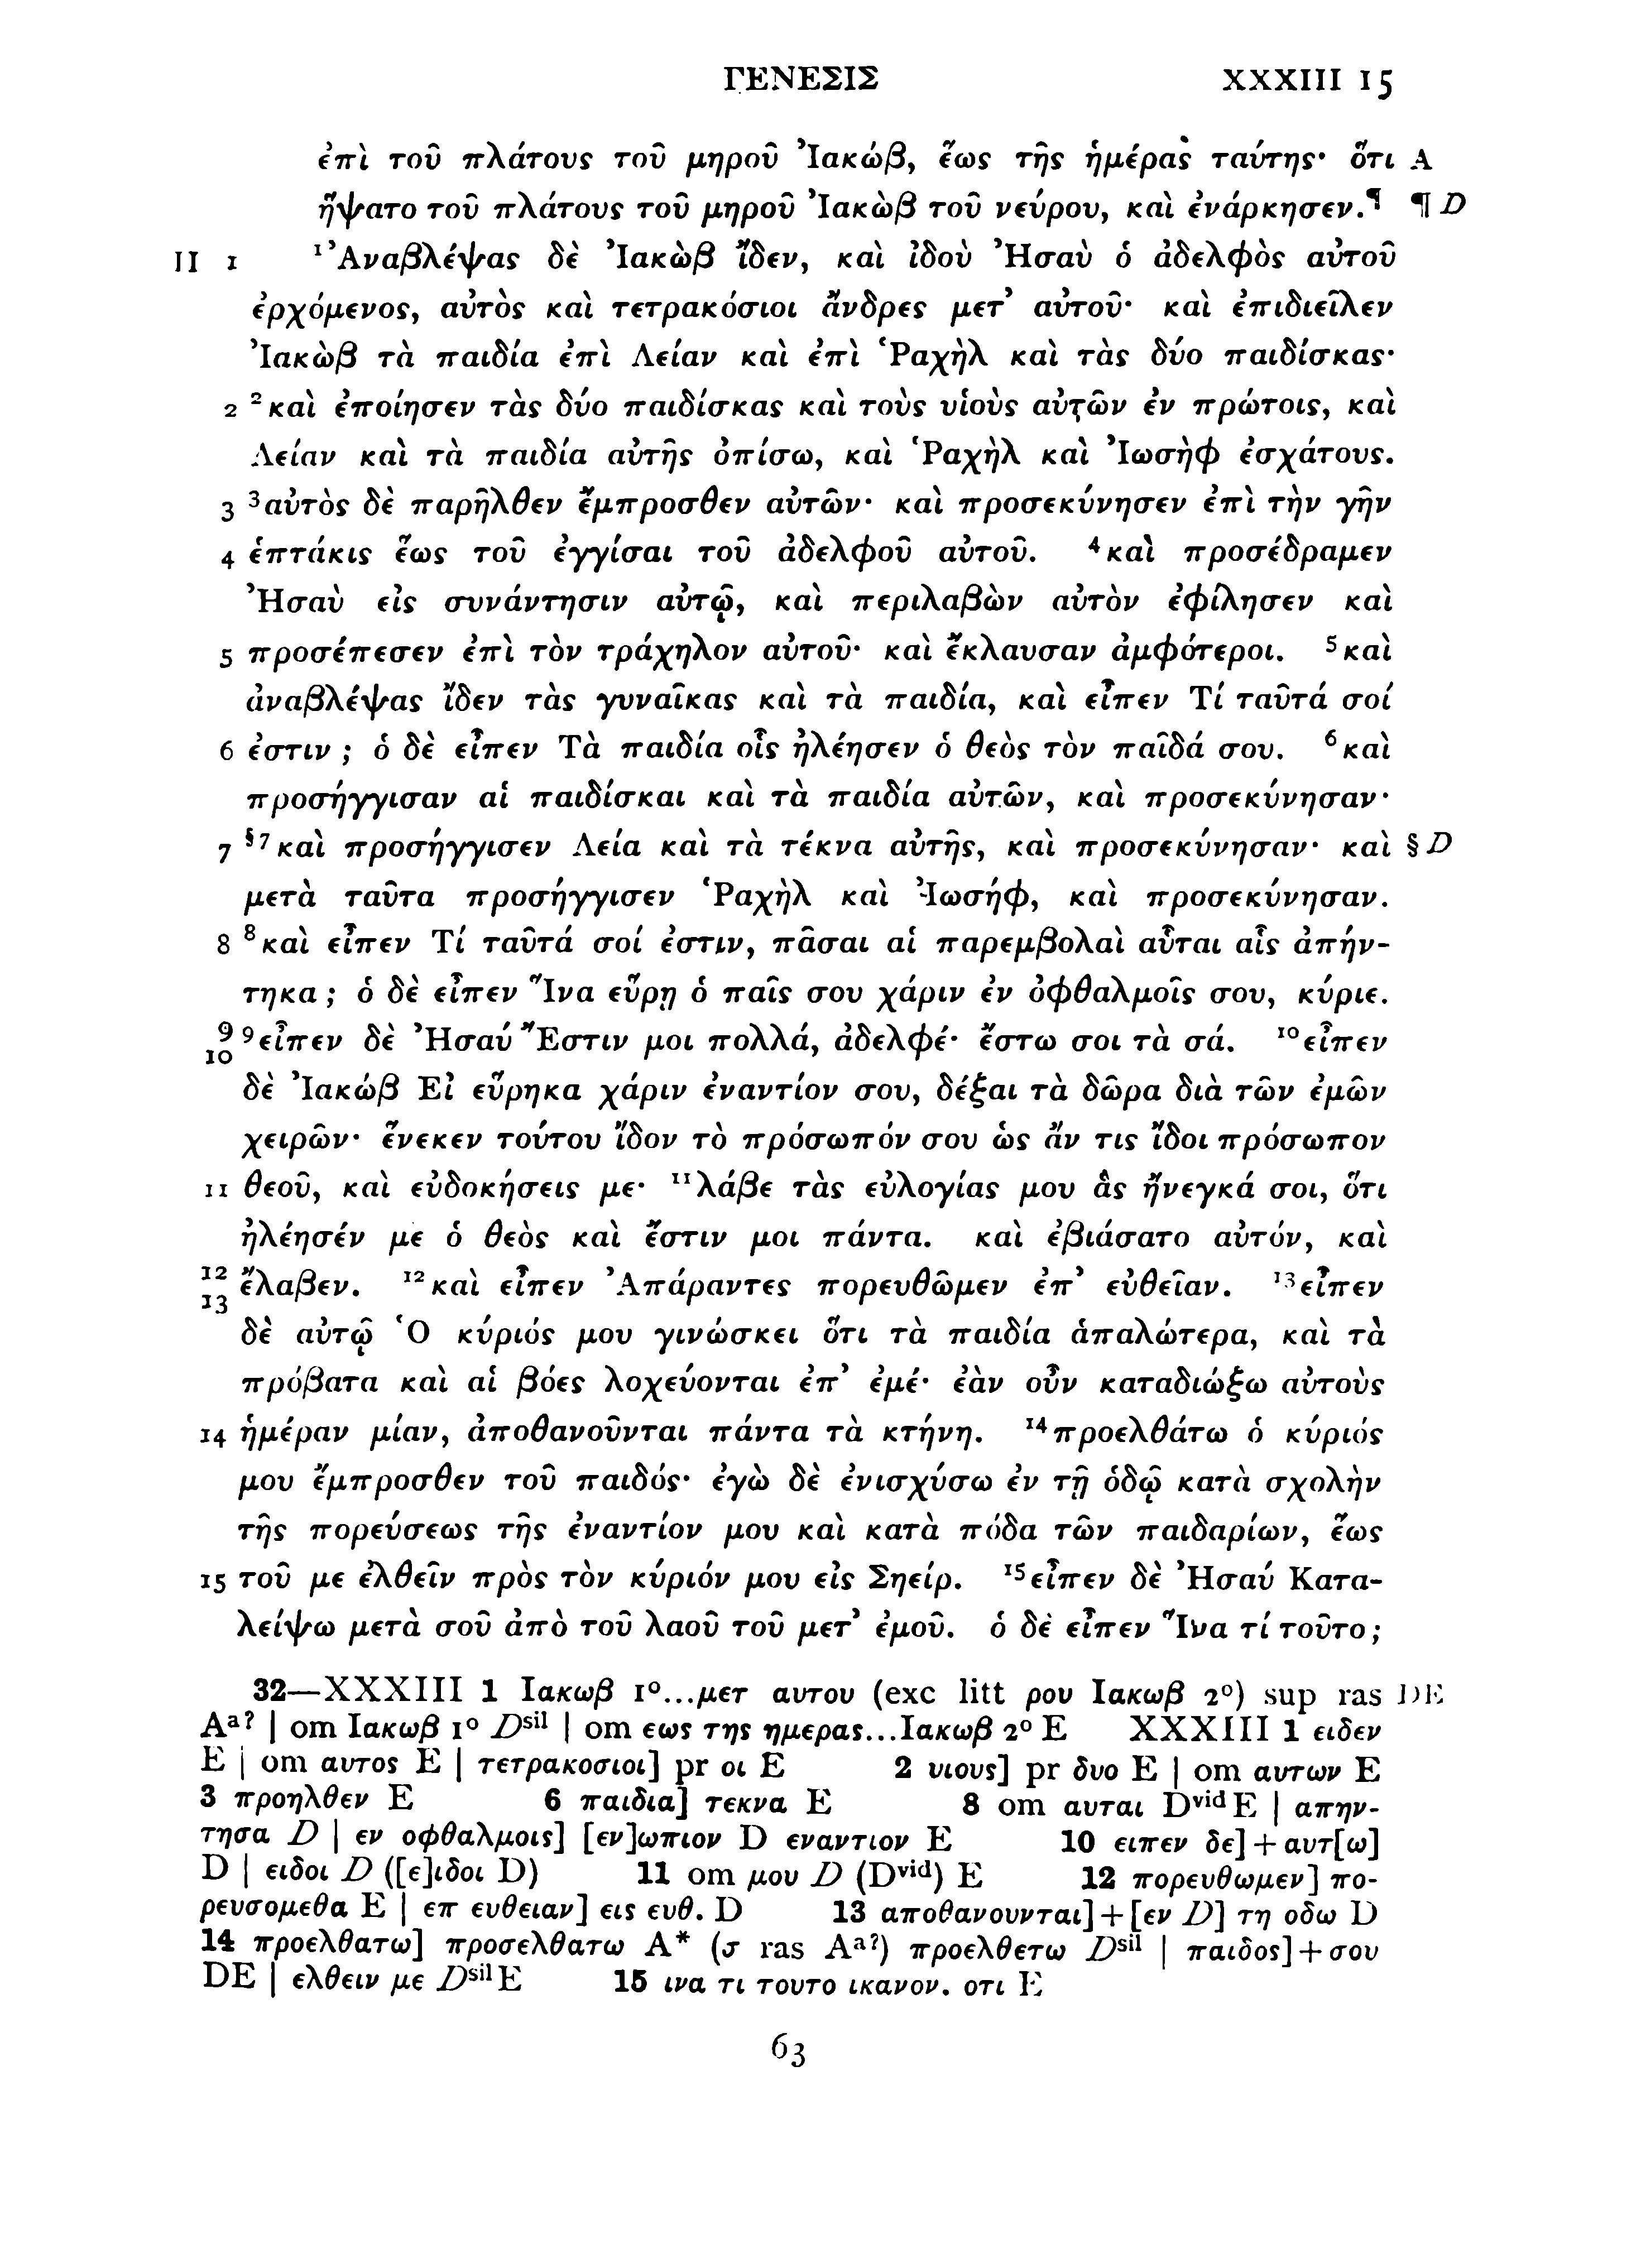 ΓΕΝΕΣΙΣ XXXIII 15
ἐπὶ τοῦ πλάτους τοῦ μηροῦ Ἰακώβ, ἕως τῆς ἡμέρας ταύτης· ὅτι A
ἥψατο τοῦ πλάτους τοῦ μηροῦ Ἰακὼβ τοῦ νεύρου, καὶ ἐνάρκησεν.¶ ¶ D
II 1 ¹Ἀναβλέψας δὲ Ἰακὼβ ἴδεν, καὶ ἰδοὺ Ἠσαὺ ὁ ἀδελφὸς αὐτοῦ
ἐρχόμενος, αὐτὸς καὶ τετρακόσιοι ἄνδρες μετ’ αὐτοῦ· καὶ ἐπιδιεῖλεν
Ἰακὼβ τὰ παιδία ἐπὶ Λείαν καὶ ἐπὶ Ῥαχὴλ καὶ τὰς δύο παιδίσκας·
2 ²καὶ ἐποίησεν τὰς δύο παιδίσκας καὶ τοὺς υἱοὺς αὐτῶν ἐν πρώτοις, καὶ
Λείαν καὶ τὰ παιδία αὐτῆς ὀπίσω, καὶ Ῥαχὴλ καὶ Ἰωσὴφ ἐσχάτους.
3 ³αὐτὸς δὲ παρῆλθεν ἔμπροσθεν αὐτῶν· καὶ προσεκύνησεν ἐπὶ τὴν γῆν
4 ἑπτάκις ἕως τοῦ ἐγγίσαι τοῦ ἀδελφοῦ αὐτοῦ. ⁴καὶ προσέδραμεν
Ἠσαὺ εἰς συνάντησιν αὐτῷ, καὶ περιλαβὼν αὐτὸν ἐφίλησεν καὶ
5 προσέπεσεν ἐπὶ τὸν τράχηλον αὐτοῦ· καὶ ἔκλαυσαν ἀμφότεροι. ⁵καὶ
ἀναβλέψας ἴδεν τὰς γυναῖκας καὶ τὰ παιδία, καὶ εἶπεν Τί ταῦτά σοί
6 ἐστιν ; ὁ δὲ εἶπεν Τὰ παιδία οἷς ἠλέησεν ὁ θεὸς τὸν παῖδά σου. ⁶καὶ
προσήγγισαν αἱ παιδίσκαι καὶ τὰ παιδία αὐτῶν, καὶ προσεκύνησαν·
7 §⁷καὶ προσήγγισεν Λεία καὶ τὰ τέκνα αὐτῆς, καὶ προσεκύνησαν· καὶ § D
μετὰ ταῦτα προσήγγισεν Ῥαχὴλ καὶ Ἰωσήφ, καὶ προσεκύνησαν.
8 ⁸καὶ εἶπεν Τί ταῦτά σοί ἐστιν, πᾶσαι αἱ παρεμβολαὶ αὗται αἷς ἀπήν-
τηκα ; ὁ δὲ εἶπεν Ἵνα εὕρῃ ὁ παῖς σου χάριν ἐν ὀφθαλμοῖς σου, κύριε.
9 10 ⁹εἶπεν δὲ Ἠσαύ Ἔστιν μοι πολλά, ἀδελφέ· ἔστω σοι τὰ σά. ¹⁰εἶπεν
δὲ Ἰακώβ Εἰ εὕρηκα χάριν ἐναντίον σου, δέξαι τὰ δῶρα διὰ τῶν ἐμῶν
χειρῶν· ἕνεκεν τούτου ἴδον τὸ πρόσωπόν σου ὡς ἄν τις ἴδοι πρόσωπον
11 θεοῦ, καὶ εὐδοκήσεις με· ¹¹λάβε τὰς εὐλογίας μου ἃς ἤνεγκά σοι, ὅτι
ἠλέησέν με ὁ θεὸς καὶ ἔστιν μοι πάντα. καὶ ἐβιάσατο αὐτόν, καὶ
12 13 ἔλαβεν. ¹²καὶ εἶπεν Ἀπάραντες πορευθῶμεν ἐπ’ εὐθεῖαν. ¹³εἶπεν
δὲ αὐτῷ Ὁ κύριός μου γινώσκει ὅτι τὰ παιδία ἁπαλώτερα, καὶ τὰ
πρόβατα καὶ αἱ βόες λοχεύονται ἐπ’ ἐμέ· ἐὰν οὖν καταδιώξω αὐτοὺς
14 ἡμέραν μίαν, ἀποθανοῦνται πάντα τὰ κτήνη. ¹⁴προελθάτω ὁ κύριός
μου ἔμπροσθεν τοῦ παιδός· ἐγὼ δὲ ἐνισχύσω ἐν τῇ ὁδῷ κατὰ σχολὴν
τῆς πορεύσεως τῆς ἐναντίον μου καὶ κατὰ πόδα τῶν παιδαρίων, ἕως
15 τοῦ με ἐλθεῖν πρὸς τὸν κύριόν μου εἰς Σηείρ. ¹⁵εἶπεν δὲ Ἠσαύ Κατα-
λείψω μετὰ σοῦ ἀπὸ τοῦ λαοῦ τοῦ μετ’ ἐμοῦ. ὁ δὲ εἶπεν Ἵνα τί τοῦτο ;
32—XXXIII 1 Ιακωβ 1º...μετ αυτου (exc litt ρου Ιακωβ 2º) sup ras DE
Aᵃ? | om Ιακωβ 1º Dˢⁱˡ | om εως της ημερας...Ιακωβ 2º E XXXIII 1 ειδεν
E | om αυτος E | τετρακοσιοι] pr οι E 2 υιους] pr δυο E | om αυτων E
3 προηλθεν E 6 παιδια] τεκνα E 8 om αυται DᵛⁱᵈE | απην-
τησα D | εν οφθαλμοις] [εν]ωπιον D εναντιον E 10 ειπεν δε]+αυτ[ω]
D | ειδοι D ([ε]ιδοι D) 11 om μου D (Dᵛⁱᵈ) E 12 πορευθωμεν] πο-
ρευσομεθα E | επ ευθειαν] εις ευθ. D 13 αποθανουνται]+[εν D] τη οδω D
14 προελθατω] προσελθατω A* (σ ras Aᵃ?) προελθετω Dˢⁱˡ | παιδος]+σου
DE | ελθειν με DˢⁱˡE 15 ινα τι τουτο ικανον. οτι E
63